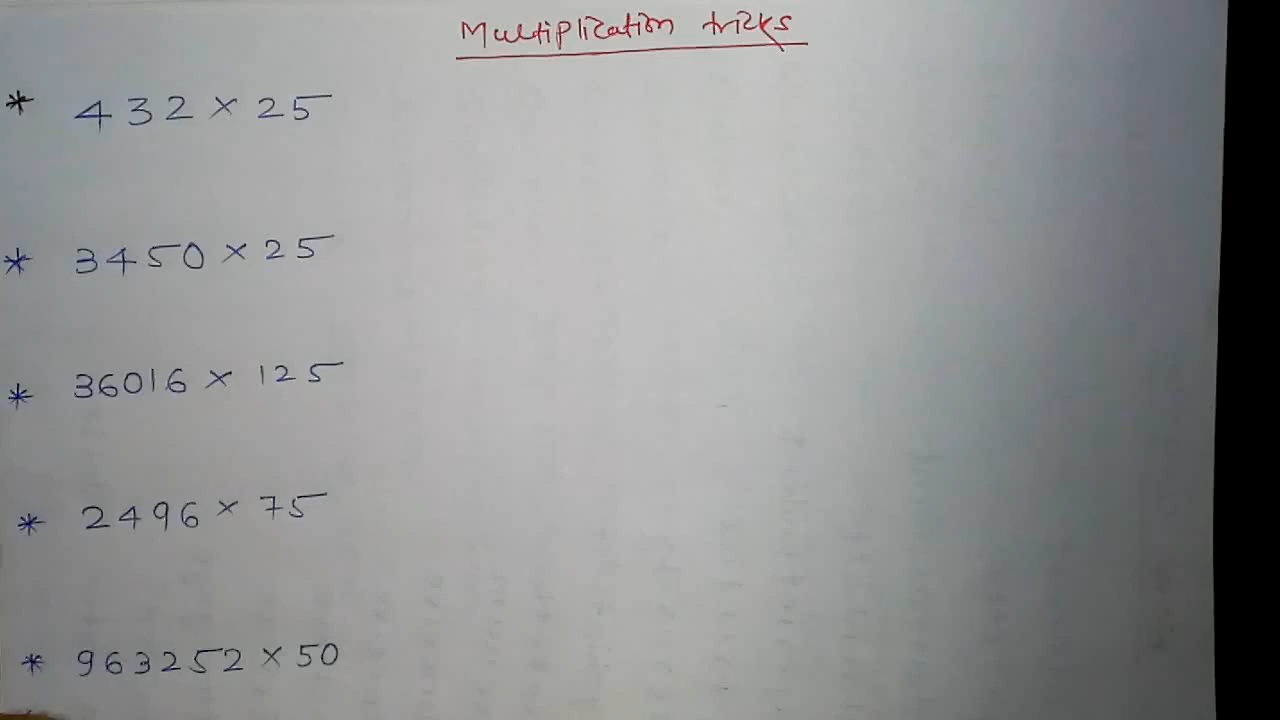 Multiplication tricks
* 432 × 25
* 3450 × 25
* 36016 × 125
* 2496 × 75
* 963252 × 50